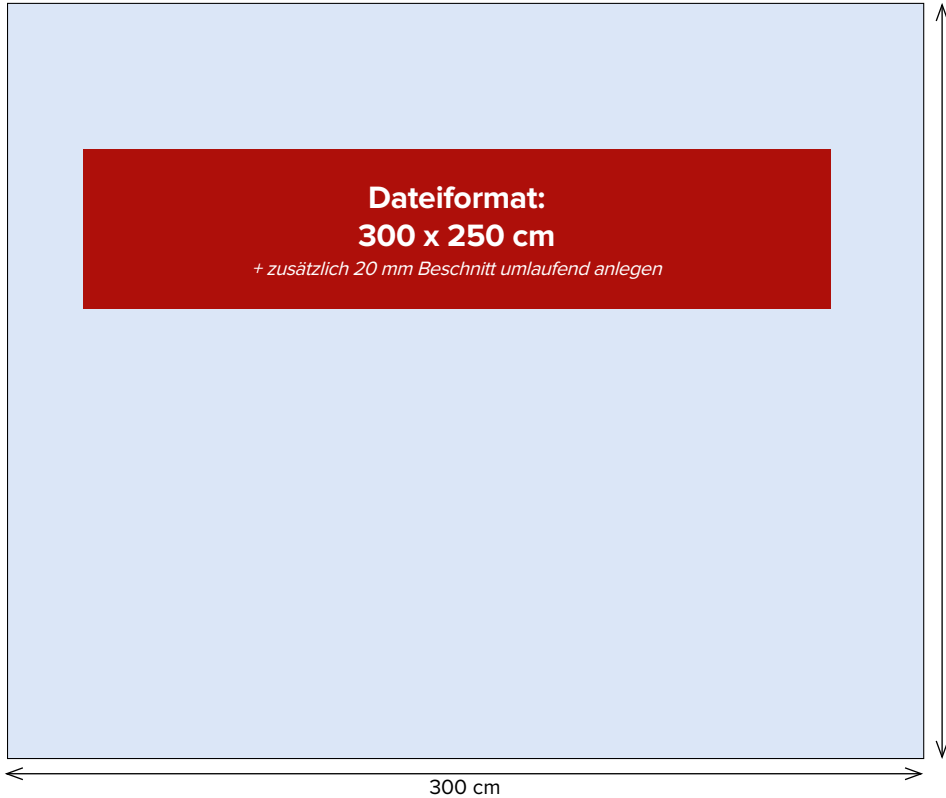 Dateiformat:
300 x 250 cm
+ zusätzlich 20 mm Beschnitt umlaufend anlegen
300 cm